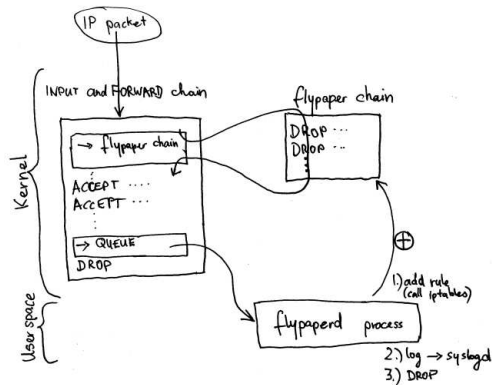 IP packet
INPUT and FORWARD chain
→ flypaper chain
ACCEPT ....
ACCEPT ....
→ QUEUE
DROP
flypaper chain
DROP ...
DROP ...
Kernel
User space
1.) add rule
(call iptables)
flypaperd process
2.) log → syslogd
3.) DROP